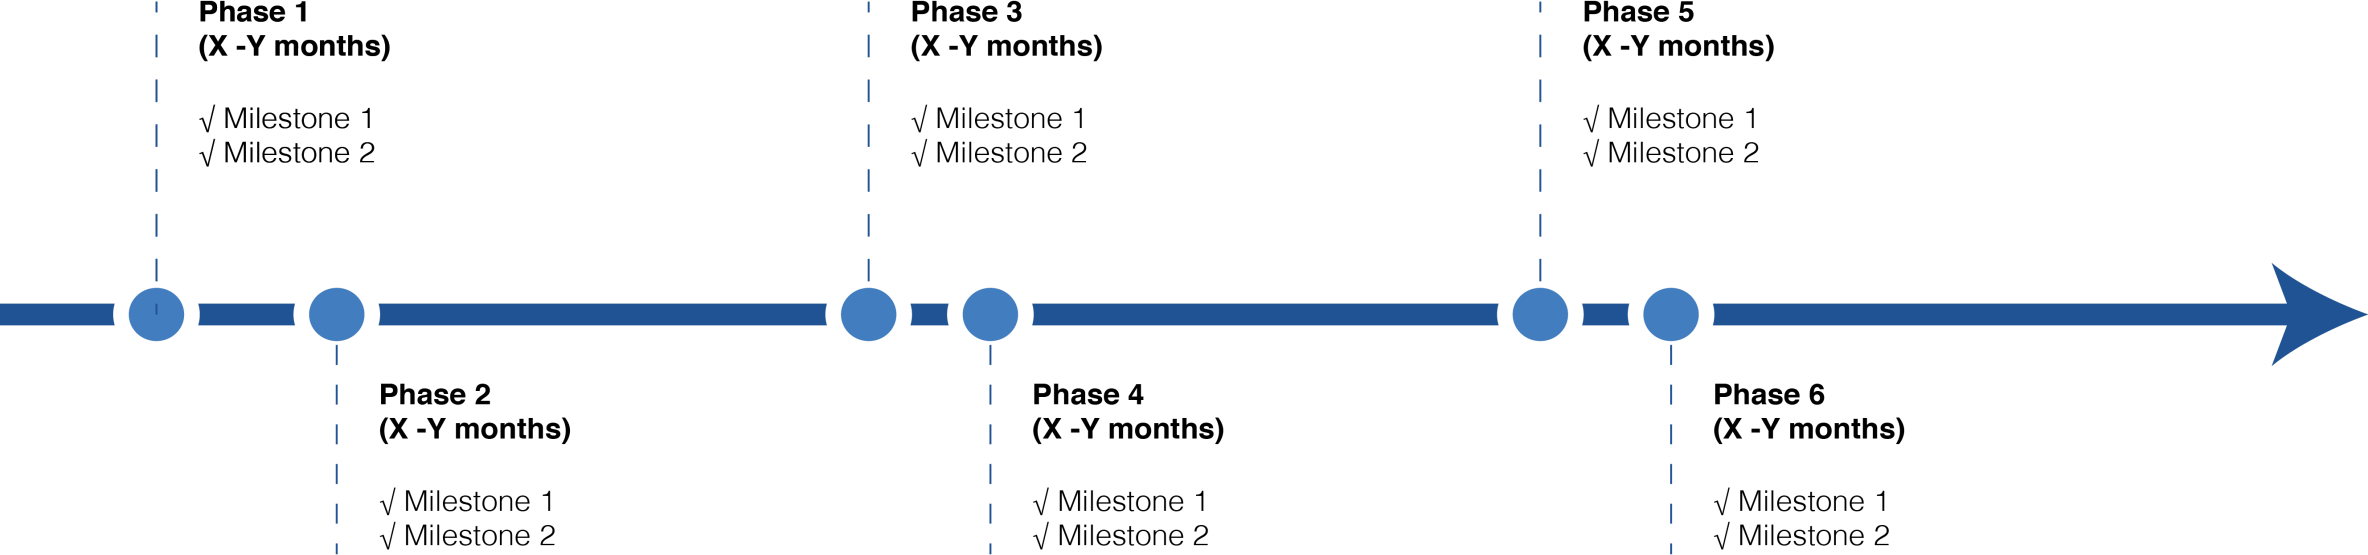 Phase 1
(X -Y months)
√ Milestone 1
√ Milestone 2
Phase 3
(X -Y months)
√ Milestone 1
√ Milestone 2
Phase 5
(X -Y months)
√ Milestone 1
√ Milestone 2
Phase 2
(X -Y months)
√ Milestone 1
√ Milestone 2
Phase 4
(X -Y months)
√ Milestone 1
√ Milestone 2
Phase 6
(X -Y months)
√ Milestone 1
√ Milestone 2